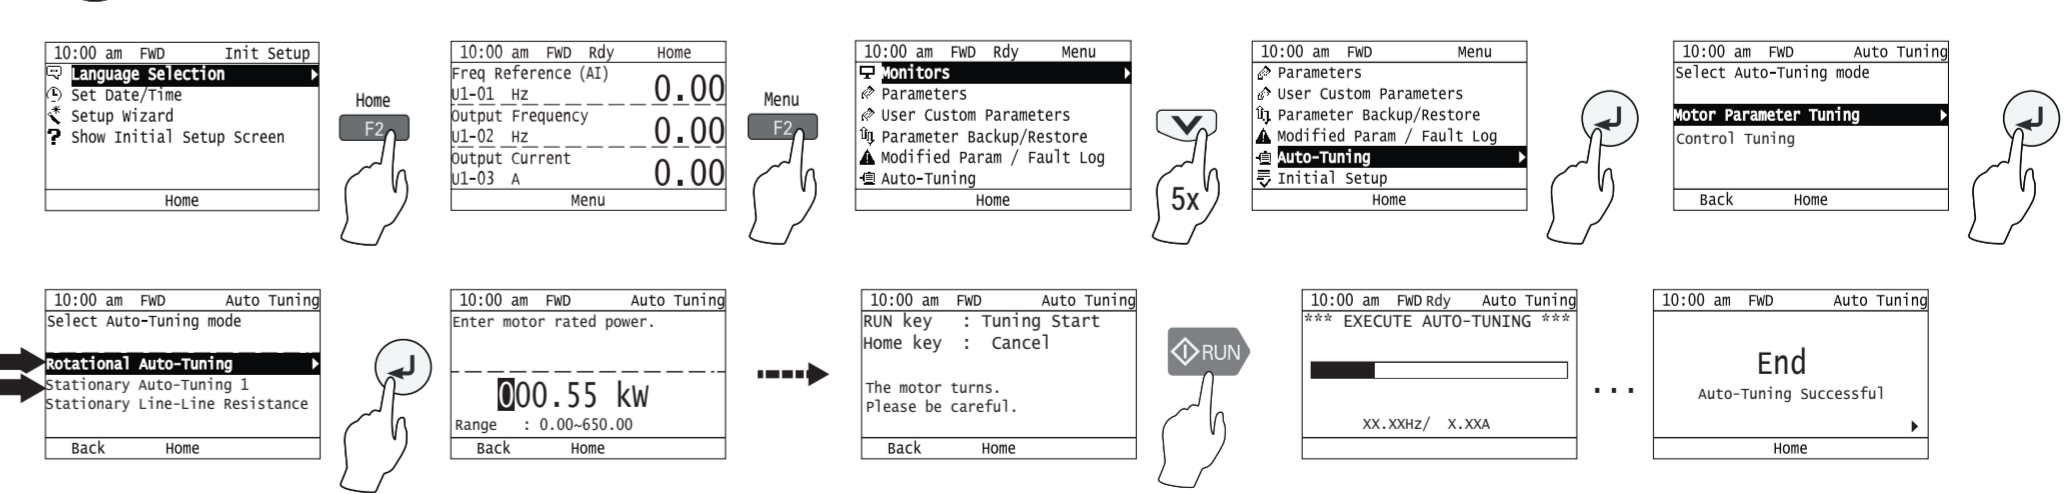 10:00 am FWD Init Setup
Language Selection
Set Date/Time
Setup Wizard
? Show Initial Setup Screen
Home
Home
F2
10:00 am FWD Rdy Home
Freq Reference (AI)
U1-01 Hz 0.00
Output Frequency
U1-02 Hz 0.00
Output Current
U1-03 A 0.00
Menu
Menu
F2
10:00 am FWD Rdy Menu
Monitors
Parameters
User Custom Parameters
Parameter Backup/Restore
Modified Param / Fault Log
Auto-Tuning
Home
5x
10:00 am FWD Menu
Parameters
User Custom Parameters
Parameter Backup/Restore
Modified Param / Fault Log
Auto-Tuning
Initial Setup
Home
10:00 am FWD Auto Tuning
Select Auto-Tuning mode
Motor Parameter Tuning
Control Tuning
Back Home
10:00 am FWD Auto Tuning
Select Auto-Tuning mode
Rotational Auto-Tuning
Stationary Auto-Tuning 1
Stationary Line-Line Resistance
Back Home
10:00 am FWD Auto Tuning
Enter motor rated power.
000.55 kW
Range : 0.00~650.00
Back Home
10:00 am FWD Auto Tuning
RUN key : Tuning Start
Home key : Cancel
The motor turns.
Please be careful.
Back Home
RUN
10:00 am FWD Rdy Auto Tuning
*** EXECUTE AUTO-TUNING ***
XX.XXHz/ X.XXA
...
10:00 am FWD Auto Tuning
End
Auto-Tuning Successful
Home